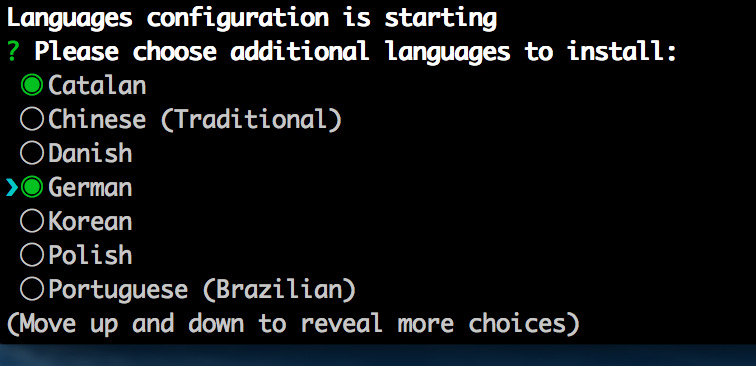 Languages configuration is starting
? Please choose additional languages to install:
◉ Catalan
◯ Chinese (Traditional)
◯ Danish
❯◉ German
◯ Korean
◯ Polish
◯ Portuguese (Brazilian)
(Move up and down to reveal more choices)